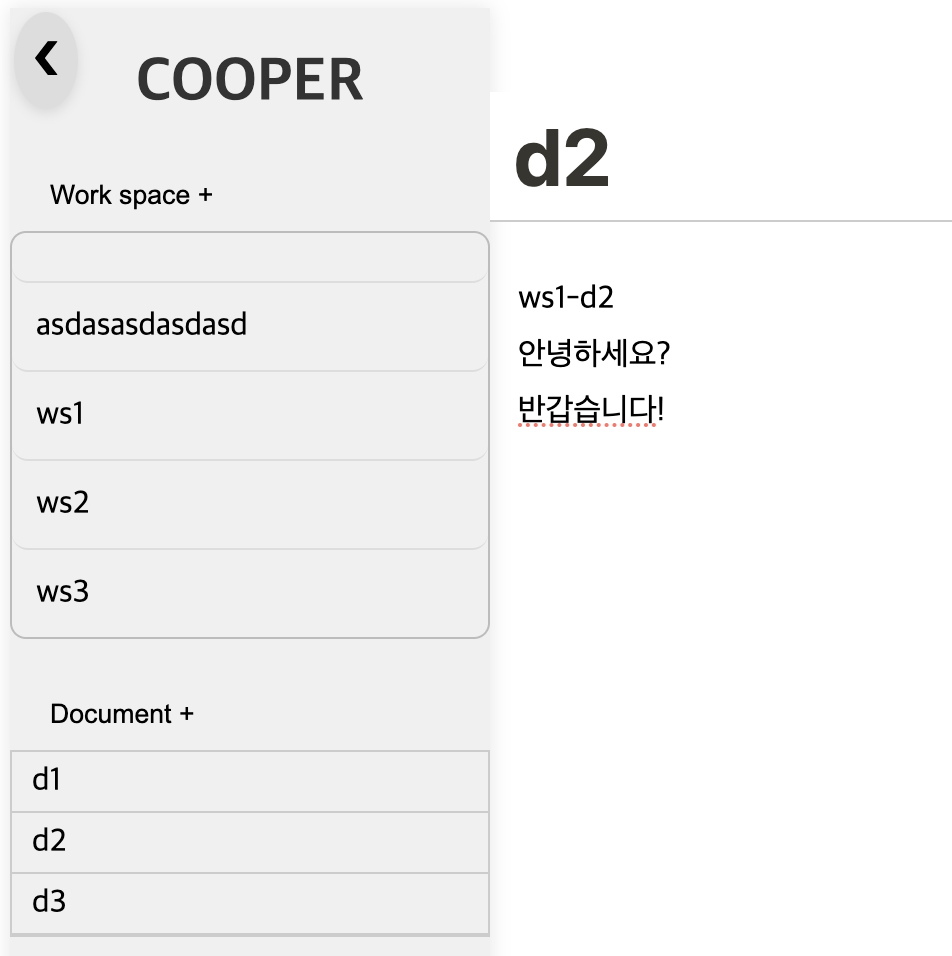 ❮
COOPER
Work space +
asdasasdasdasd
ws1
ws2
ws3
Document +
d1
d2
d3
d2
ws1-d2
안녕하세요?
반갑습니다!